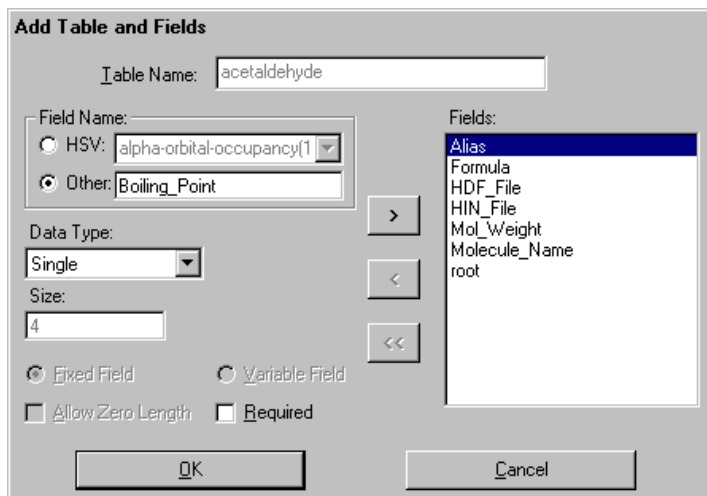 Add Table and Fields
Table Name: acetaldehyde
Field Name:
HSV: alpha-orbital-occupancy(1
Other: Boiling_Point
Data Type:
Single
Size:
4
Fixed Field Variable Field
Allow Zero Length Required
>
<
<<
Fields:
Alias
Formula
HDF_File
HIN_File
Mol_Weight
Molecule_Name
root
OK Cancel